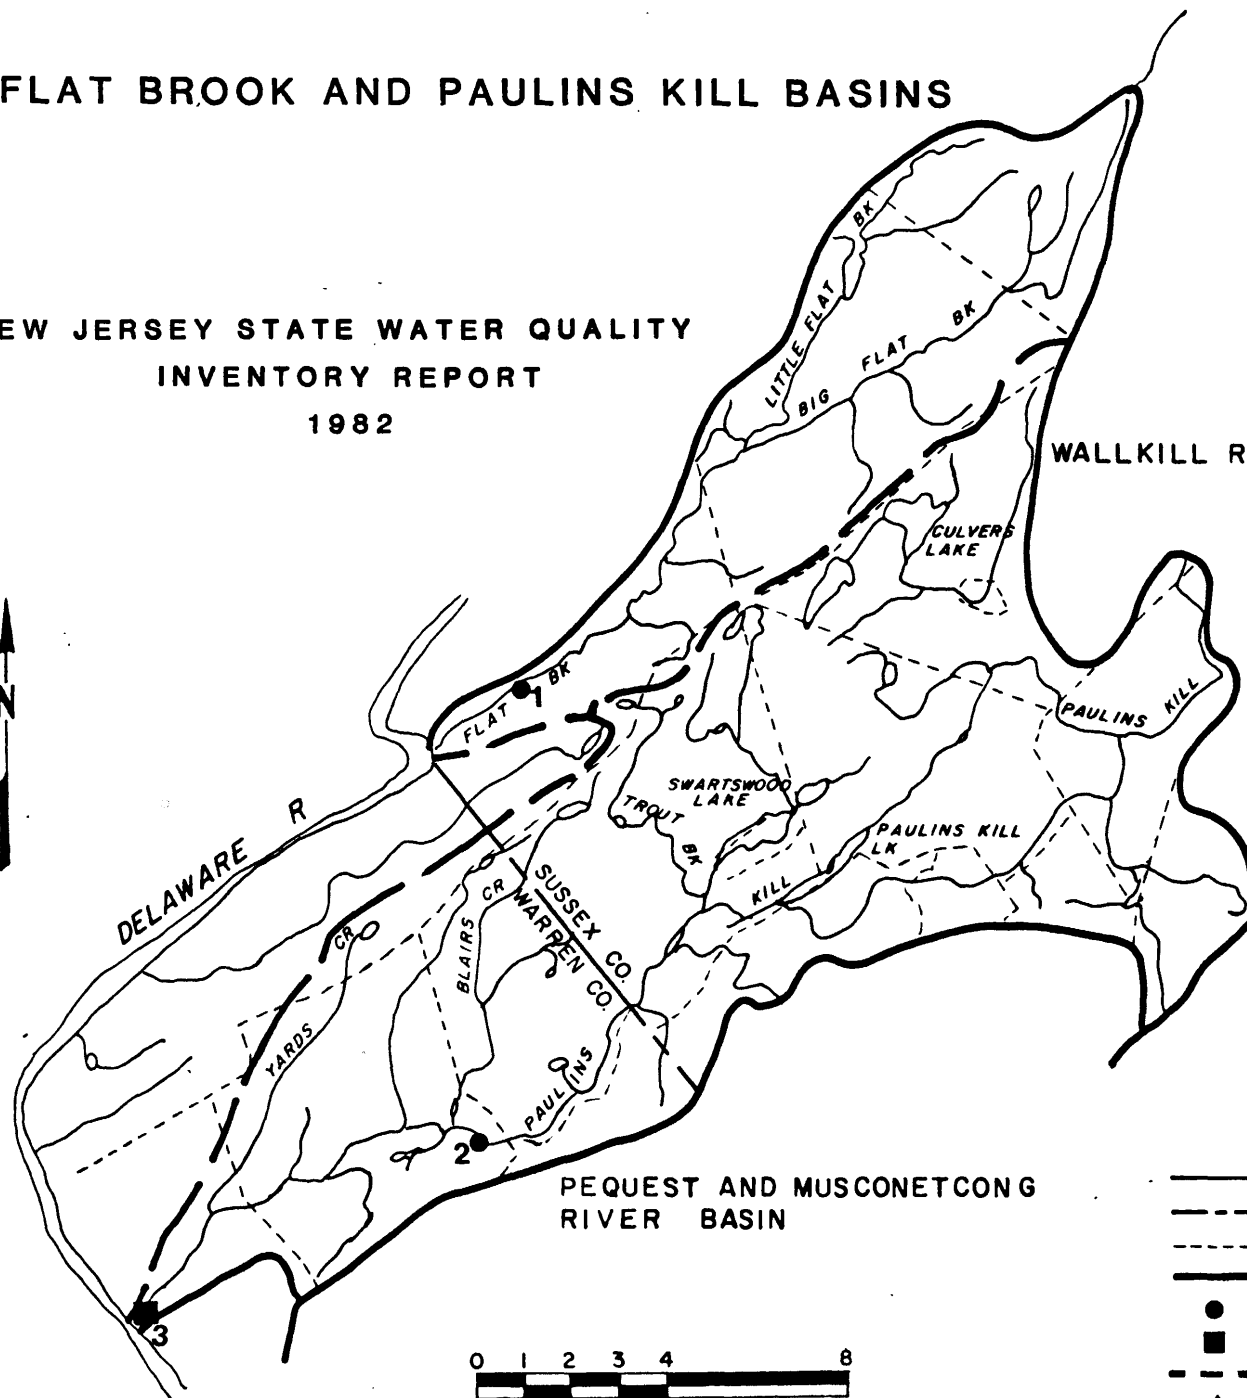 FLAT BROOK AND PAULINS KILL BASINS
EW JERSEY STATE WATER QUALITY
INVENTORY REPORT
1982
BK
LITTLE FLAT
BIG FLAT BK
WALLKILL R
CULVERS
LAKE
N
1
FLAT BK
PAULINS KILL
SWARTSWOOD
LAKE
TROUT BK
PAULINS KILL
LK
KILL
DELAWARE R
SUSSEX CO.
WARREN CO.
BLAIRS CR
CR
YARDS
PAULINS
2
PEQUEST AND MUSCONETCONG
RIVER BASIN
3
0 1 2 3 4 8